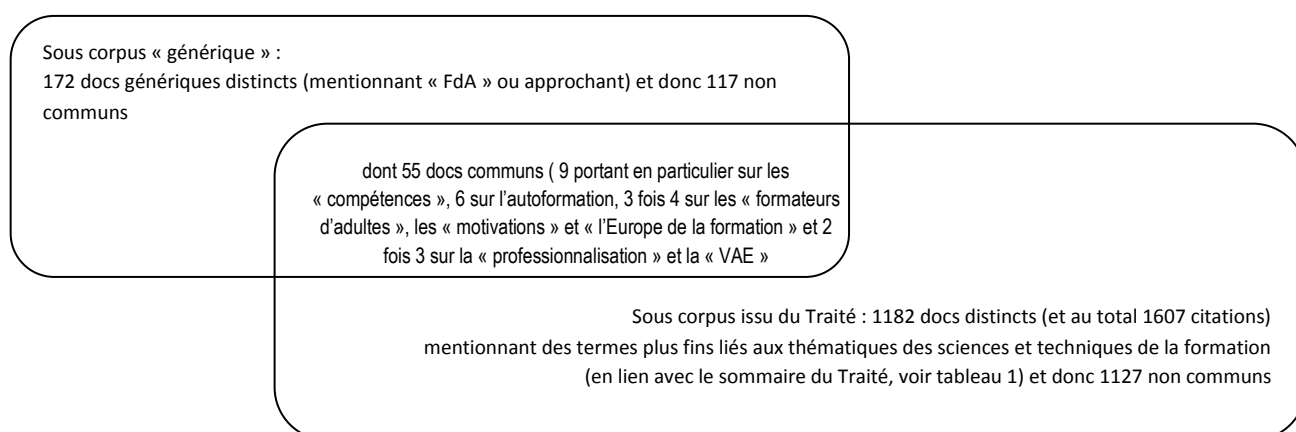 Sous corpus « générique » :
172 docs génériques distincts (mentionnant « FdA » ou approchant) et donc 117 non
communs
dont 55 docs communs ( 9 portant en particulier sur les
« compétences », 6 sur l’autoformation, 3 fois 4 sur les « formateurs
d’adultes », les « motivations » et « l’Europe de la formation » et 2
fois 3 sur la « professionnalisation » et la « VAE »
Sous corpus issu du Traité : 1182 docs distincts (et au total 1607 citations)
mentionnant des termes plus fins liés aux thématiques des sciences et techniques de la formation
(en lien avec le sommaire du Traité, voir tableau 1) et donc 1127 non communs